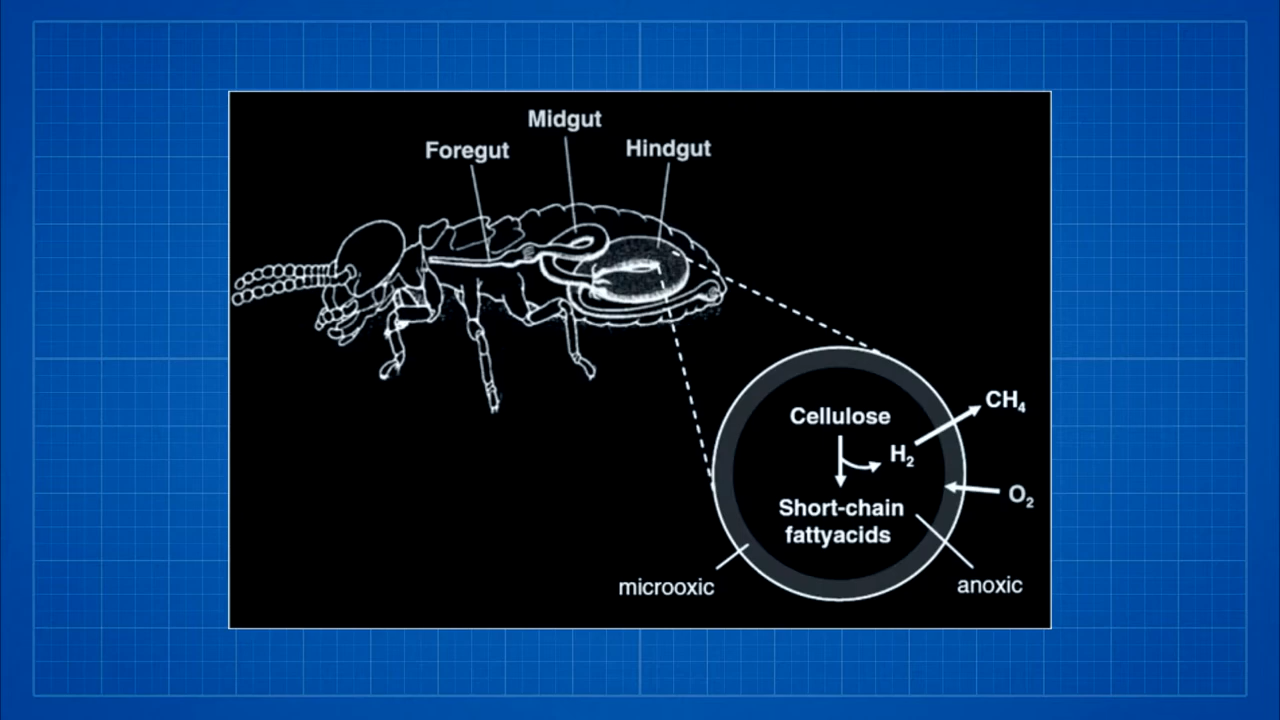 Midgut
Foregut
Hindgut
CH₄
Cellulose
H₂
O₂
Short-chain
fattyacids
microoxic
anoxic